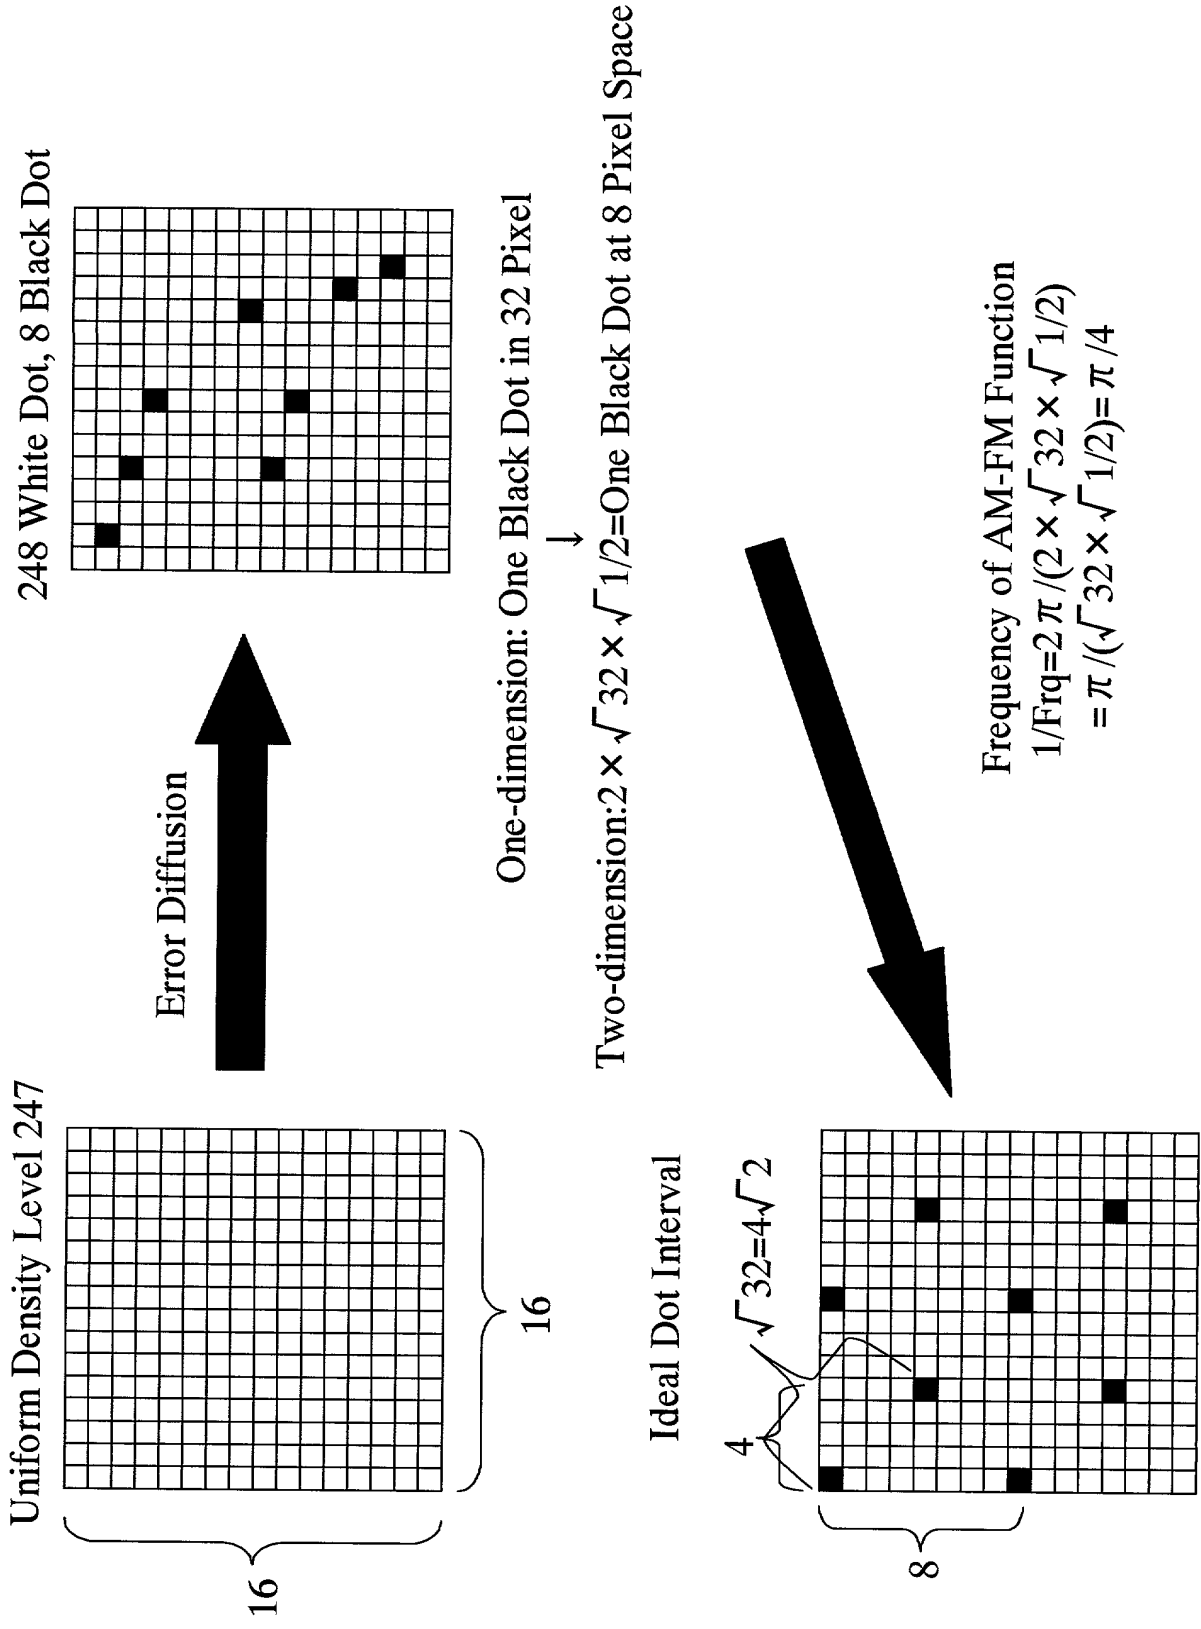 Uniform Density Level 247
16
16
Error Diffusion
248 White Dot, 8 Black Dot
One-dimension: One Black Dot in 32 Pixel
↓
Two-dimension:2×√32×√1/2=One Black Dot at 8 Pixel Space
Ideal Dot Interval
4
√32=4√2
8
Frequency of AM-FM Function
1/Frq=2π/(2×√32×√1/2)
=π/(√32×√1/2)=π/4